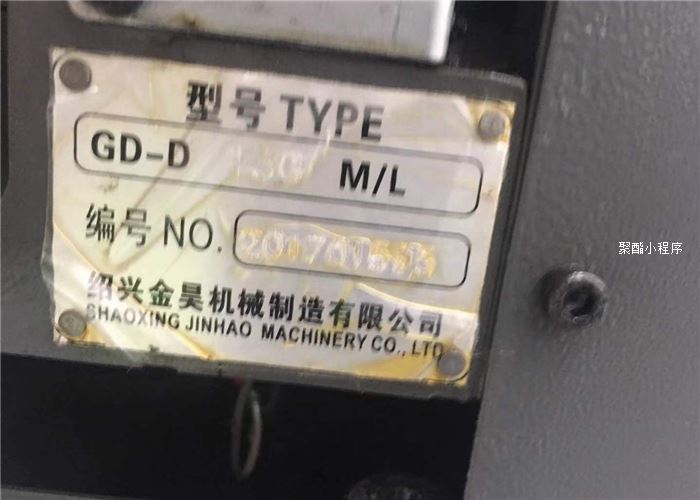 型号 TYPE
GD-D M/L
编号 NO.
绍兴金昊机械制造有限公司
SHAOXING JINHAO MACHINERY CO., LTD
聚酯小程序